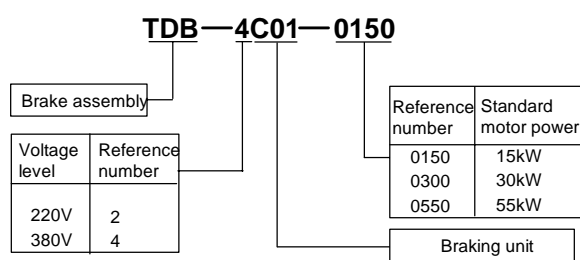 TDB—4C01—0150
Brake assembly
Voltage level Reference number
220V 2
380V 4
Reference number Standard motor power
0150 15kW
0300 30kW
0550 55kW
Braking unit